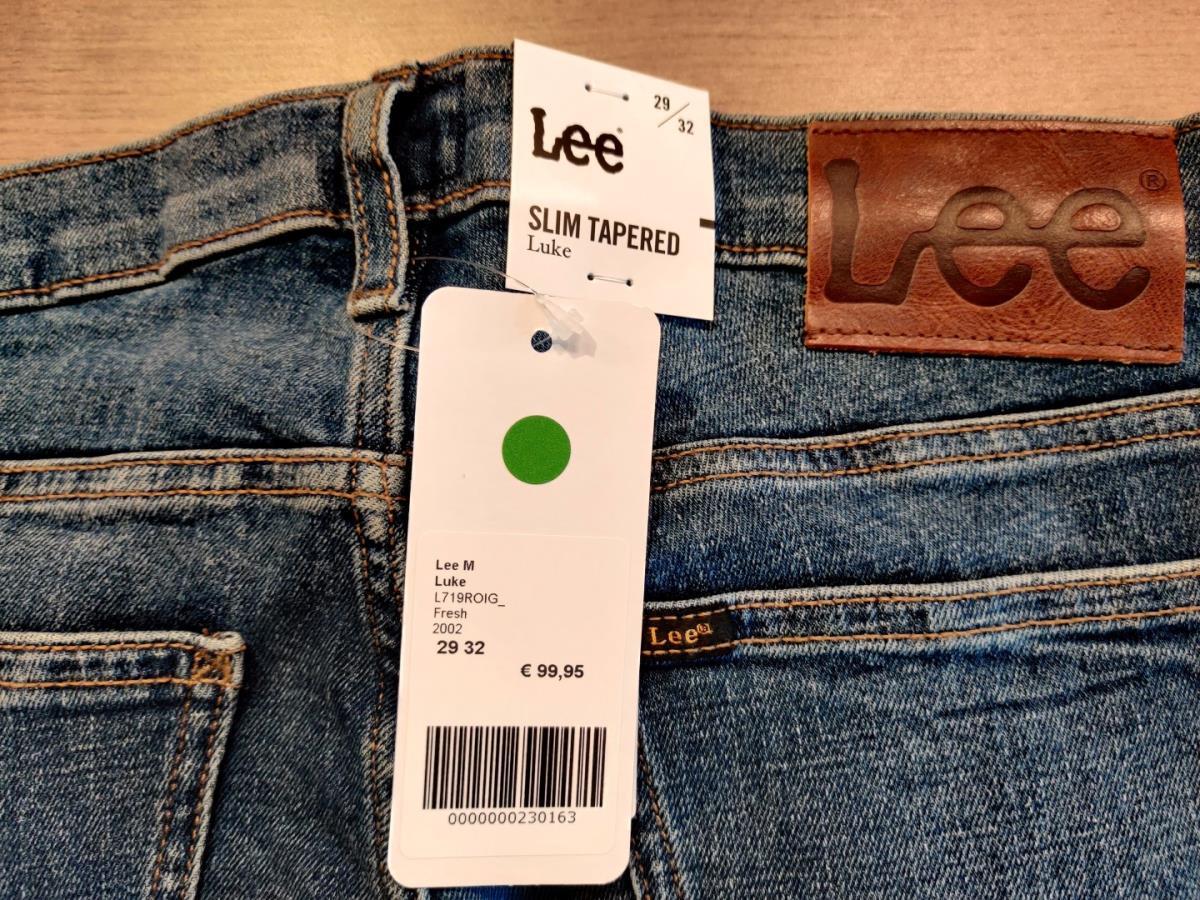 29/32
Lee
SLIM TAPERED
Luke
Lee®
Lee M
Luke
L719ROIG_
Fresh
2002
29 32
€ 99,95
0000000230163
Lee®